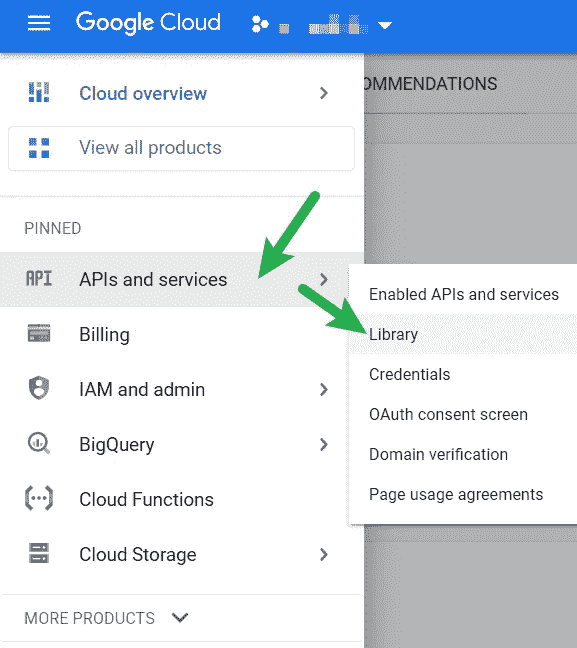 Google Cloud
OMMENDATIONS
Cloud overview
View all products
PINNED
API APIs and services
Billing
IAM and admin
BigQuery
Cloud Functions
Cloud Storage
MORE PRODUCTS
Enabled APIs and services
Library
Credentials
OAuth consent screen
Domain verification
Page usage agreements